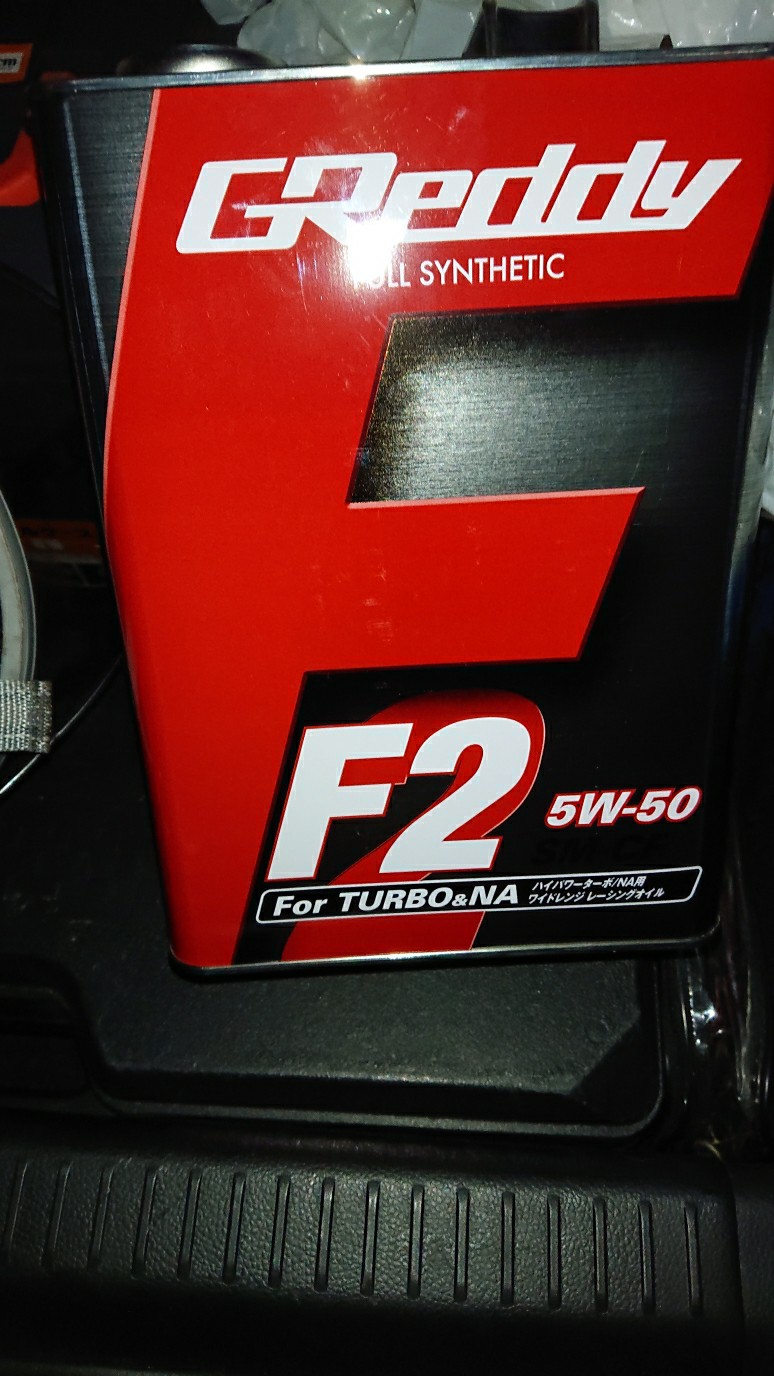 GReddy
FULL SYNTHETIC
F2
5W-50
For TURBO&NA
ハイパワーターボ/NA用
ワイドレンジ レーシングオイル